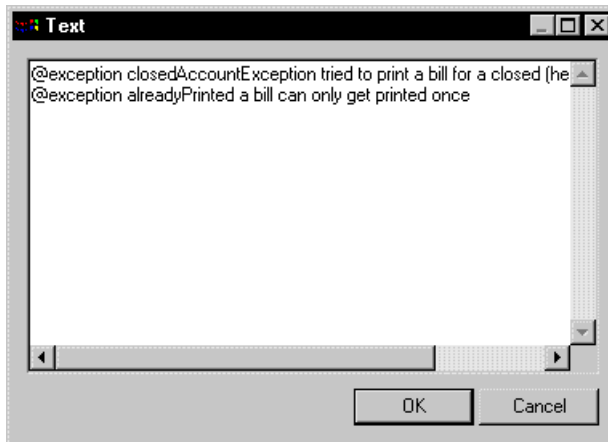 Text
@exception closedAccountException tried to print a bill for a closed (he
@exception alreadyPrinted a bill can only get printed once
OK
Cancel